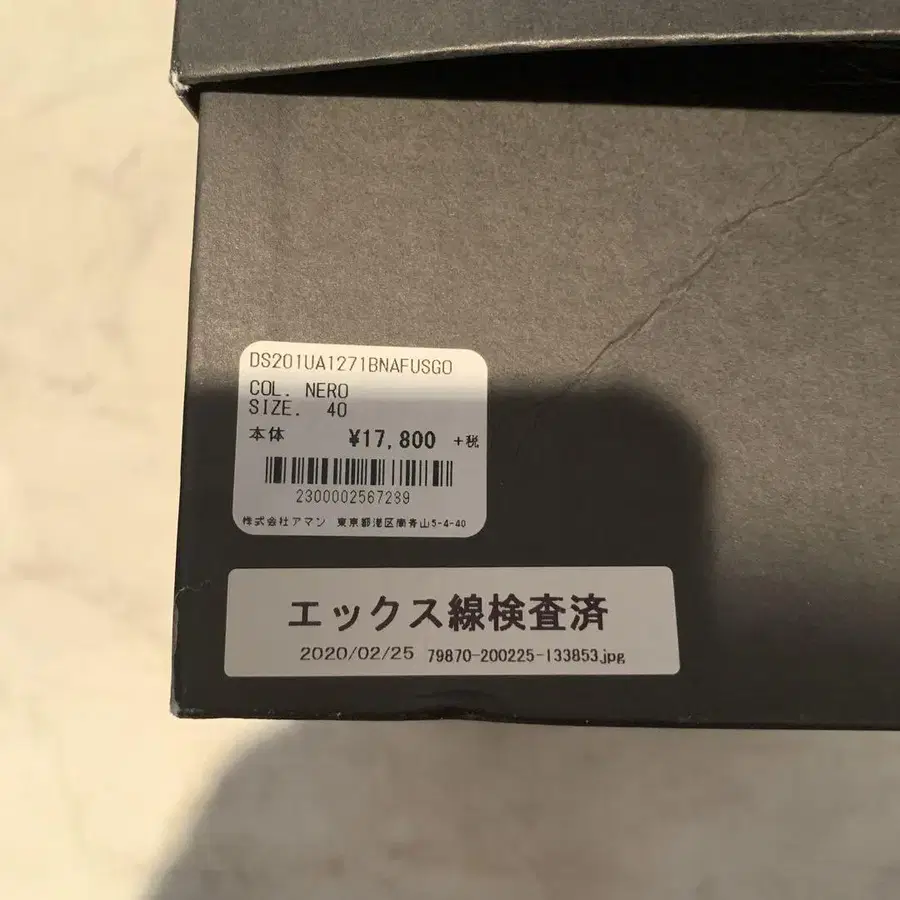 DS201UA1271BNAFUSGO
COL. NERO
SIZE. 40
本体 ¥17,800 +税
2300002567289
株式会社アマン 東京都港区南青山5-4-40
エックス線検査済
2020/02/25 79870-200225-133853.jpg